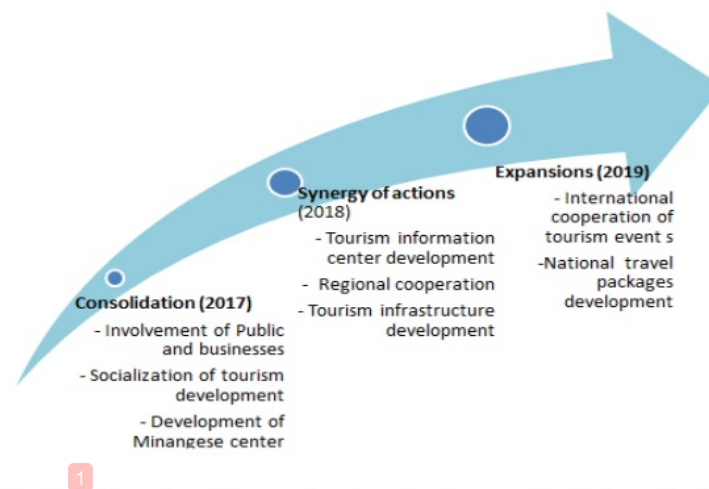 Consolidation (2017)
- Involvement of Public
and businesses
- Socialization of tourism
development
- Development of
Minangese center
Synergy of actions
(2018)
- Tourism information
center development
- Regional cooperation
- Tourism infrastructure
development
Expansions (2019)
- International
cooperation of
tourism event s
-National travel
packages
development
1